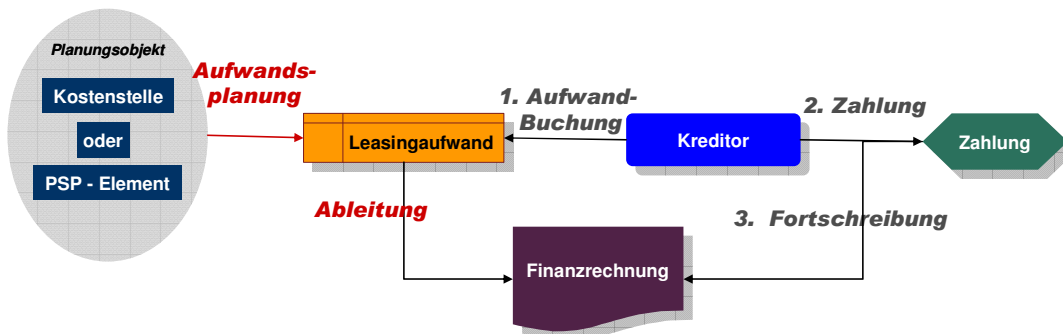 Planungsobjekt
Kostenstelle
oder
PSP - Element
Aufwands-
planung
Leasingaufwand
1. Aufwand-
Buchung
Kreditor
2. Zahlung
Zahlung
Ableitung
3. Fortschreibung
Finanzrechnung